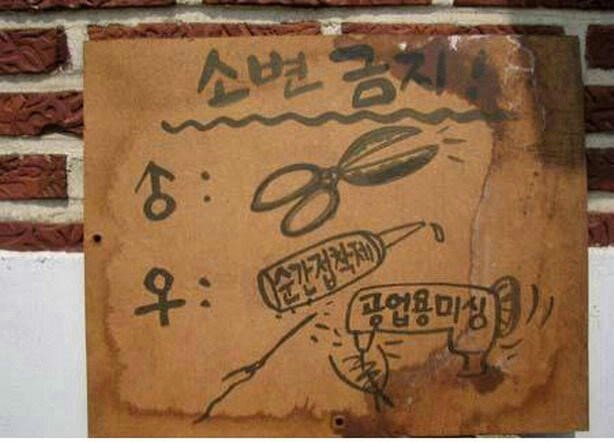 소변 금지!
♂ :
순간접착제
♀ :
공업용미싱